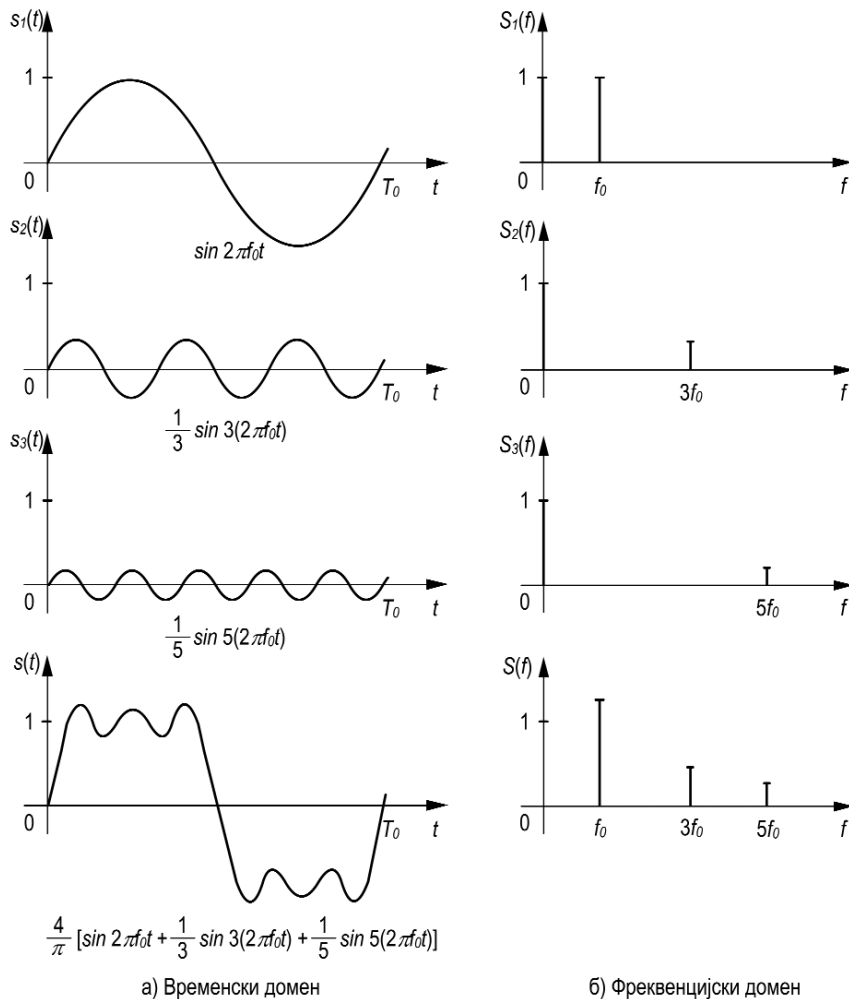 s₁(t)
1
0
T₀ t
sin 2πf₀t
S₁(f)
1
0
f₀
f
s₂(t)
1
0
T₀ t
1/3 sin 3(2πf₀t)
S₂(f)
1
0
3f₀
f
s₃(t)
1
0
T₀ t
1/5 sin 5(2πf₀t)
S₃(f)
1
0
5f₀
f
s(t)
1
0
T₀ t
4/π [sin 2πf₀t + 1/3 sin 3(2πf₀t) + 1/5 sin 5(2πf₀t)]
S(f)
1
0
f₀ 3f₀ 5f₀ f
а) Временски домен
б) Фреквенцијски домен